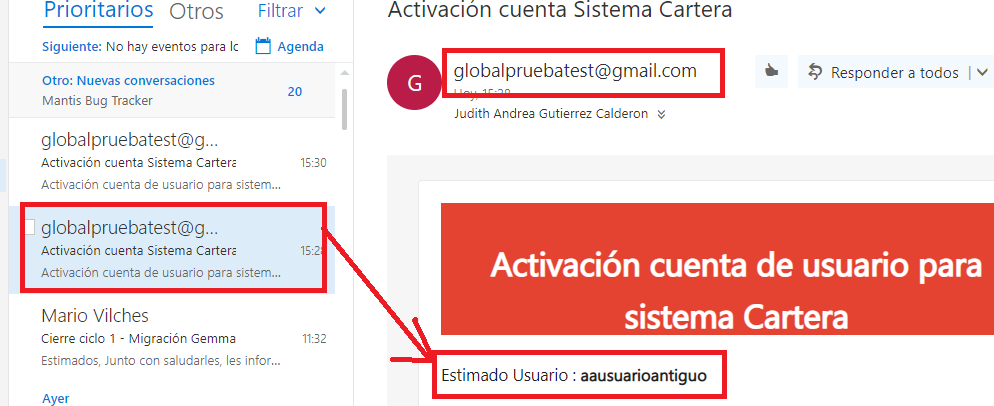 Prioritarios Otros Filtrar
Siguiente: No hay eventos para lc Agenda
Otro: Nuevas conversaciones
Mantis Bug Tracker 20
globalpruebatest@g...
Activación cuenta Sistema Cartera 15:30
Activación cuenta de usuario para sistem...
globalpruebatest@g...
Activación cuenta Sistema Cartera 15:28
Activación cuenta de usuario para sistem...
Mario Vilches
Cierre ciclo 1 - Migración Gemma 11:32
Estimados, Junto con saludarles, les infor...
Ayer
Activación cuenta Sistema Cartera
G
globalpruebatest@gmail.com
Hoy, 15:28
Judith Andrea Gutierrez Calderon
Responder a todos
Activación cuenta de usuario para
sistema Cartera
Estimado Usuario : aausuarioantiguo